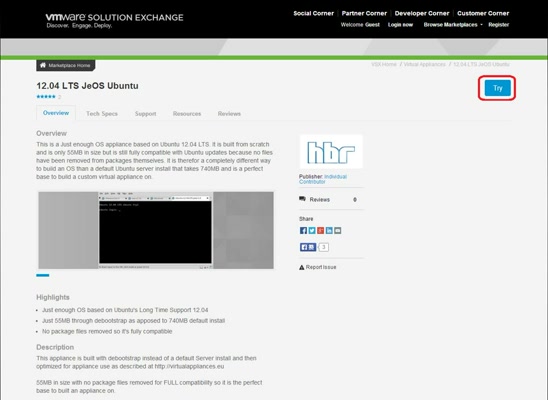 vmware SOLUTION EXCHANGE
Discover. Engage. Deploy.
Social Corner | Partner Corner | Developer Corner | Customer Corner
Welcome Guest Login now Browse Marketplaces Register
Marketplace Home
VSX Home / Virtual Appliances / 12.04 LTS JeOS Ubuntu
12.04 LTS JeOS Ubuntu
Try
Overview Tech Specs Support Resources Reviews
Overview
This is a Just enough OS appliance based on Ubuntu 12.04 LTS. It is built from scratch
and is only 55MB in size but is still fully compatible with Ubuntu updates because no files
have been removed from packages themselves. It is therefor a completely different way
to build an OS than a default Ubuntu server install that takes 740MB and is a perfect
base to build a custom virtual appliance on.
hbr
Publisher: Individual
Contributor
Reviews 0
Share
3
Report Issue
Highlights
Just enough OS based on Ubuntu's Long Time Support 12.04
Just 55MB through debootstrap as apposed to 740MB default install
No package files removed so it's fully compatible
Description
This appliance is built with debootstrap instead of a default Server install and then
optimized for appliance use as described at http://virtualappliances.eu
55MB in size with no package files removed for FULL compatibility so it is the perfect
base to built an appliance on.